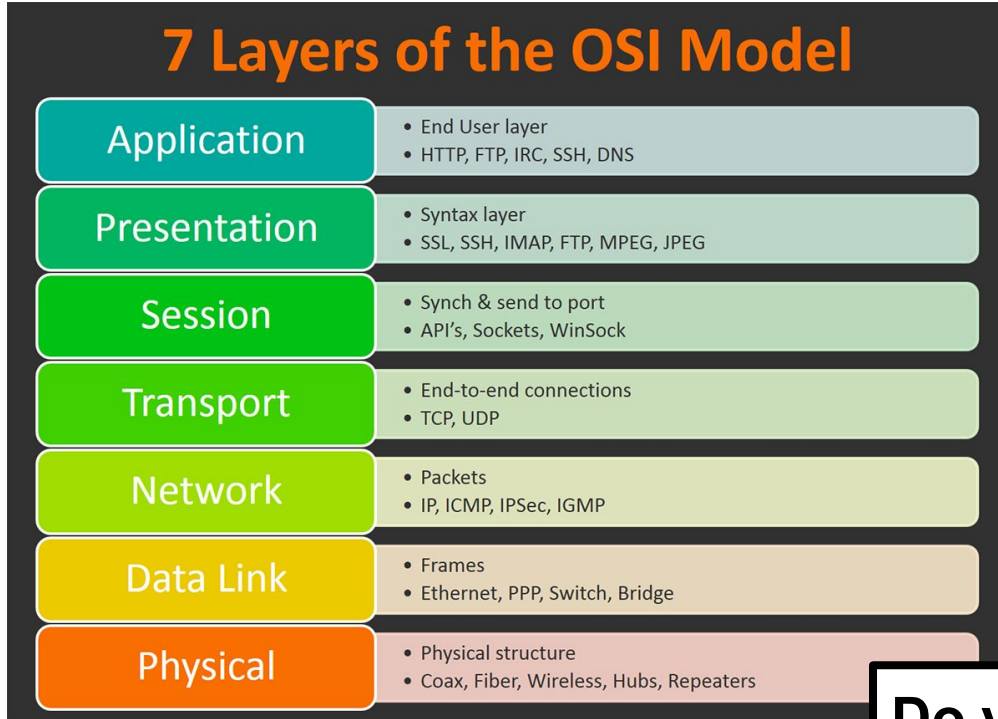 7 Layers of the OSI Model
Application
• End User layer
• HTTP, FTP, IRC, SSH, DNS
Presentation
• Syntax layer
• SSL, SSH, IMAP, FTP, MPEG, JPEG
Session
• Synch & send to port
• API’s, Sockets, WinSock
Transport
• End-to-end connections
• TCP, UDP
Network
• Packets
• IP, ICMP, IPSec, IGMP
Data Link
• Frames
• Ethernet, PPP, Switch, Bridge
Physical
• Physical structure
• Coax, Fiber, Wireless, Hubs, Repeaters